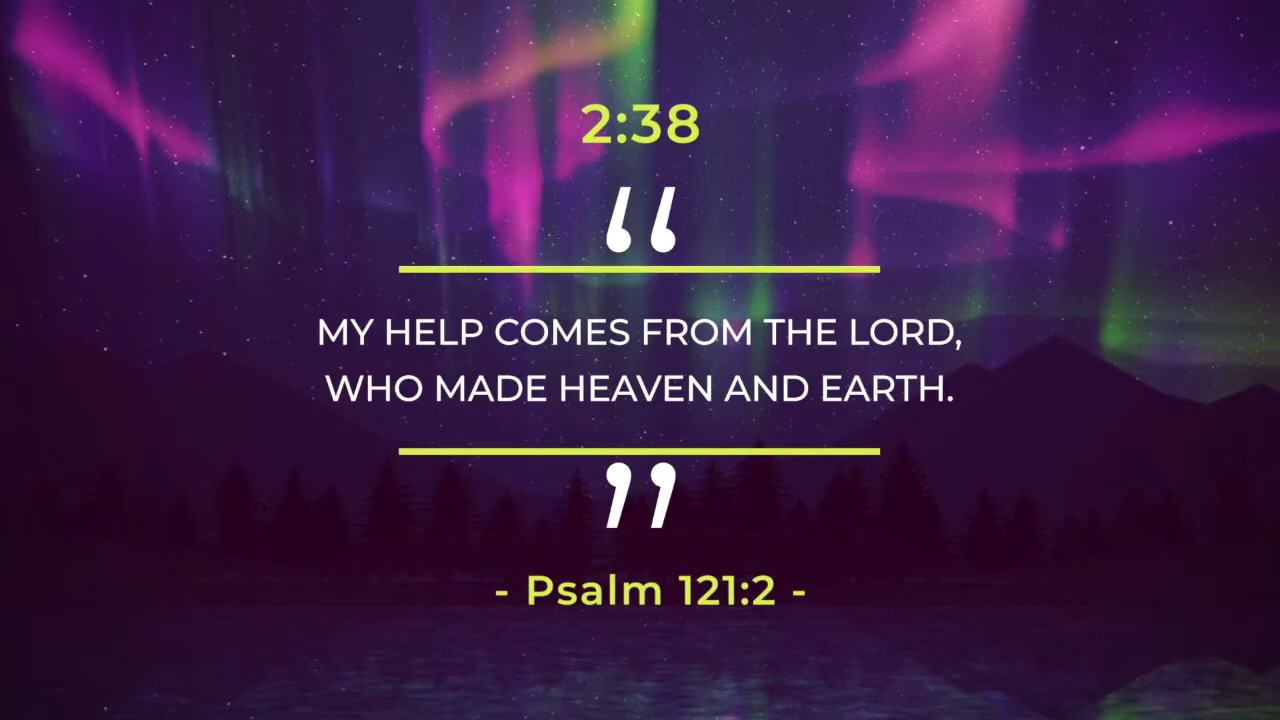 2:38
“
MY HELP COMES FROM THE LORD,
WHO MADE HEAVEN AND EARTH.
”
- Psalm 121:2 -